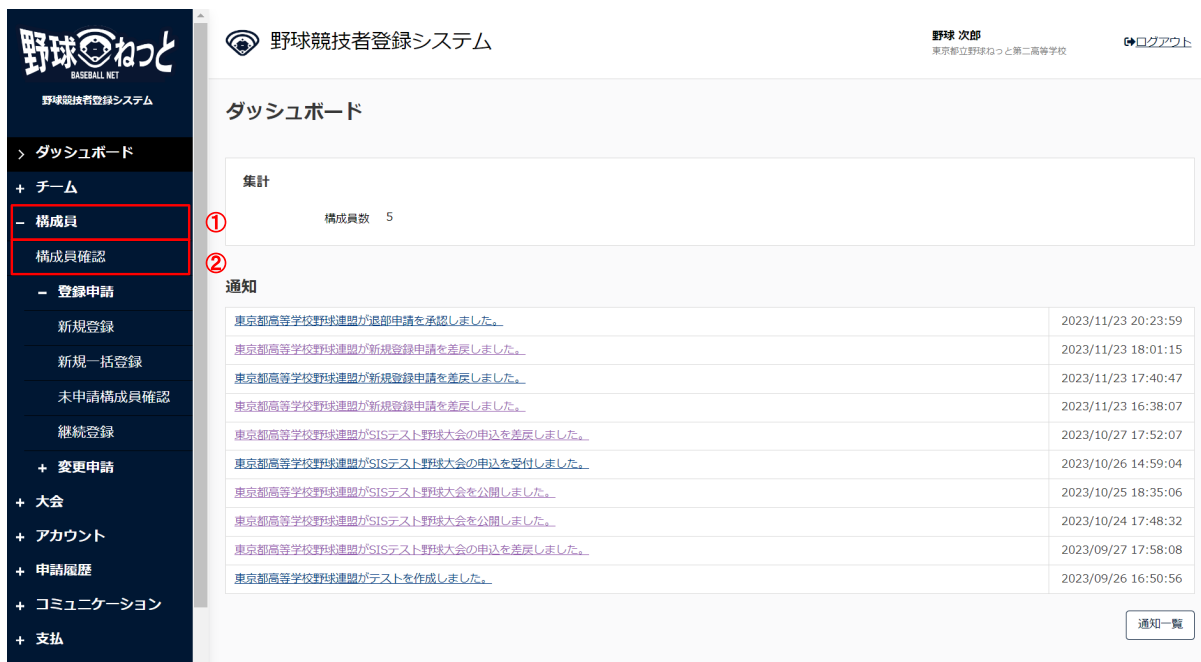 野球ねっと
BASEBALL NET
野球競技者登録システム
ダッシュボード
+ チーム
− 構成員
①
構成員確認
②
− 登録申請
新規登録
新規一括登録
未申請構成員確認
継続登録
+ 変更申請
+ 大会
+ アカウント
+ 申請履歴
+ コミュニケーション
+ 支払
野球競技者登録システム
野球 次郎
東京都立野球ねっと第二高等学校
ログアウト
ダッシュボード
集計
構成員数 5
通知
東京都高等学校野球連盟が退部申請を承認しました。 2023/11/23 20:23:59
東京都高等学校野球連盟が新規登録申請を差戻しました。 2023/11/23 18:01:15
東京都高等学校野球連盟が新規登録申請を差戻しました。 2023/11/23 17:40:47
東京都高等学校野球連盟が新規登録申請を差戻しました。 2023/11/23 16:38:07
東京都高等学校野球連盟がSISテスト野球大会の申込を差戻しました。 2023/10/27 17:52:07
東京都高等学校野球連盟がSISテスト野球大会の申込を受付しました。 2023/10/26 14:59:04
東京都高等学校野球連盟がSISテスト野球大会を公開しました。 2023/10/25 18:35:06
東京都高等学校野球連盟がSISテスト野球大会を公開しました。 2023/10/24 17:48:32
東京都高等学校野球連盟がSISテスト野球大会の申込を差戻しました。 2023/09/27 17:58:08
東京都高等学校野球連盟がテストを作成しました。 2023/09/26 16:50:56
通知一覧